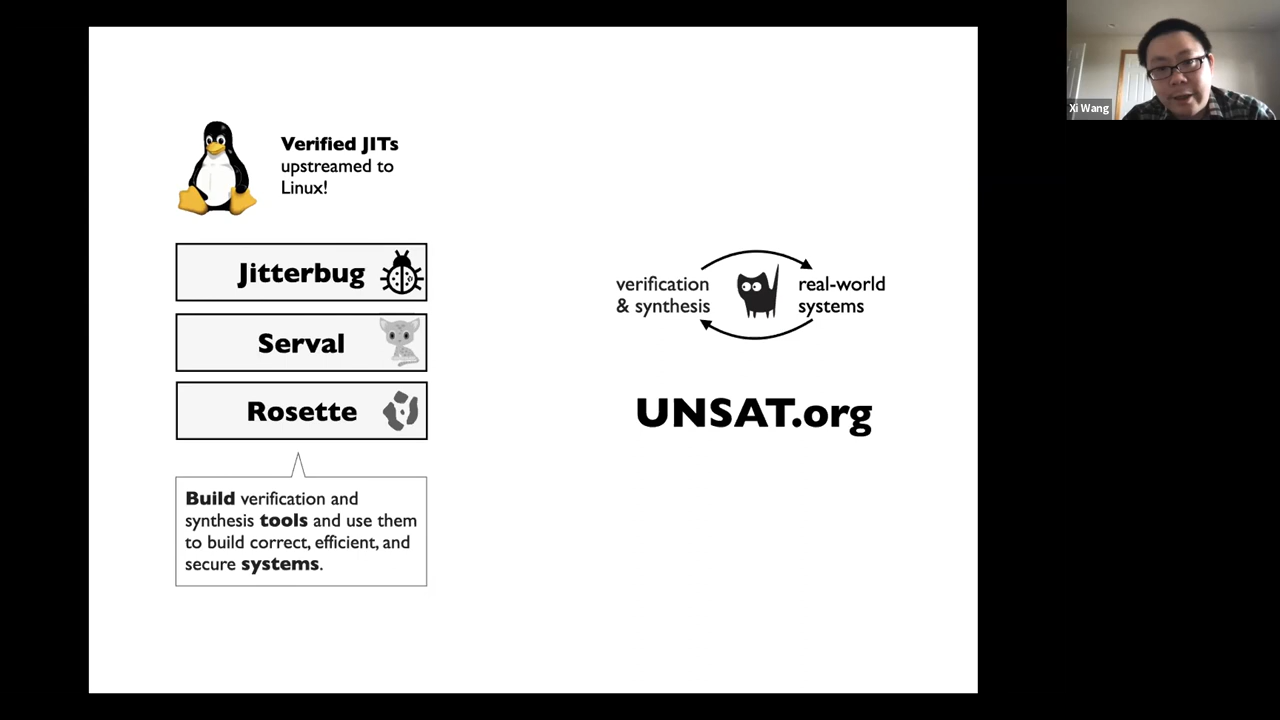 Verified JITs
upstreamed to
Linux!
Jitterbug
Serval
Rosette
Build verification and
synthesis tools and use them
to build correct, efficient, and
secure systems.
verification
& synthesis
real-world
systems
UNSAT.org
Xi Wang